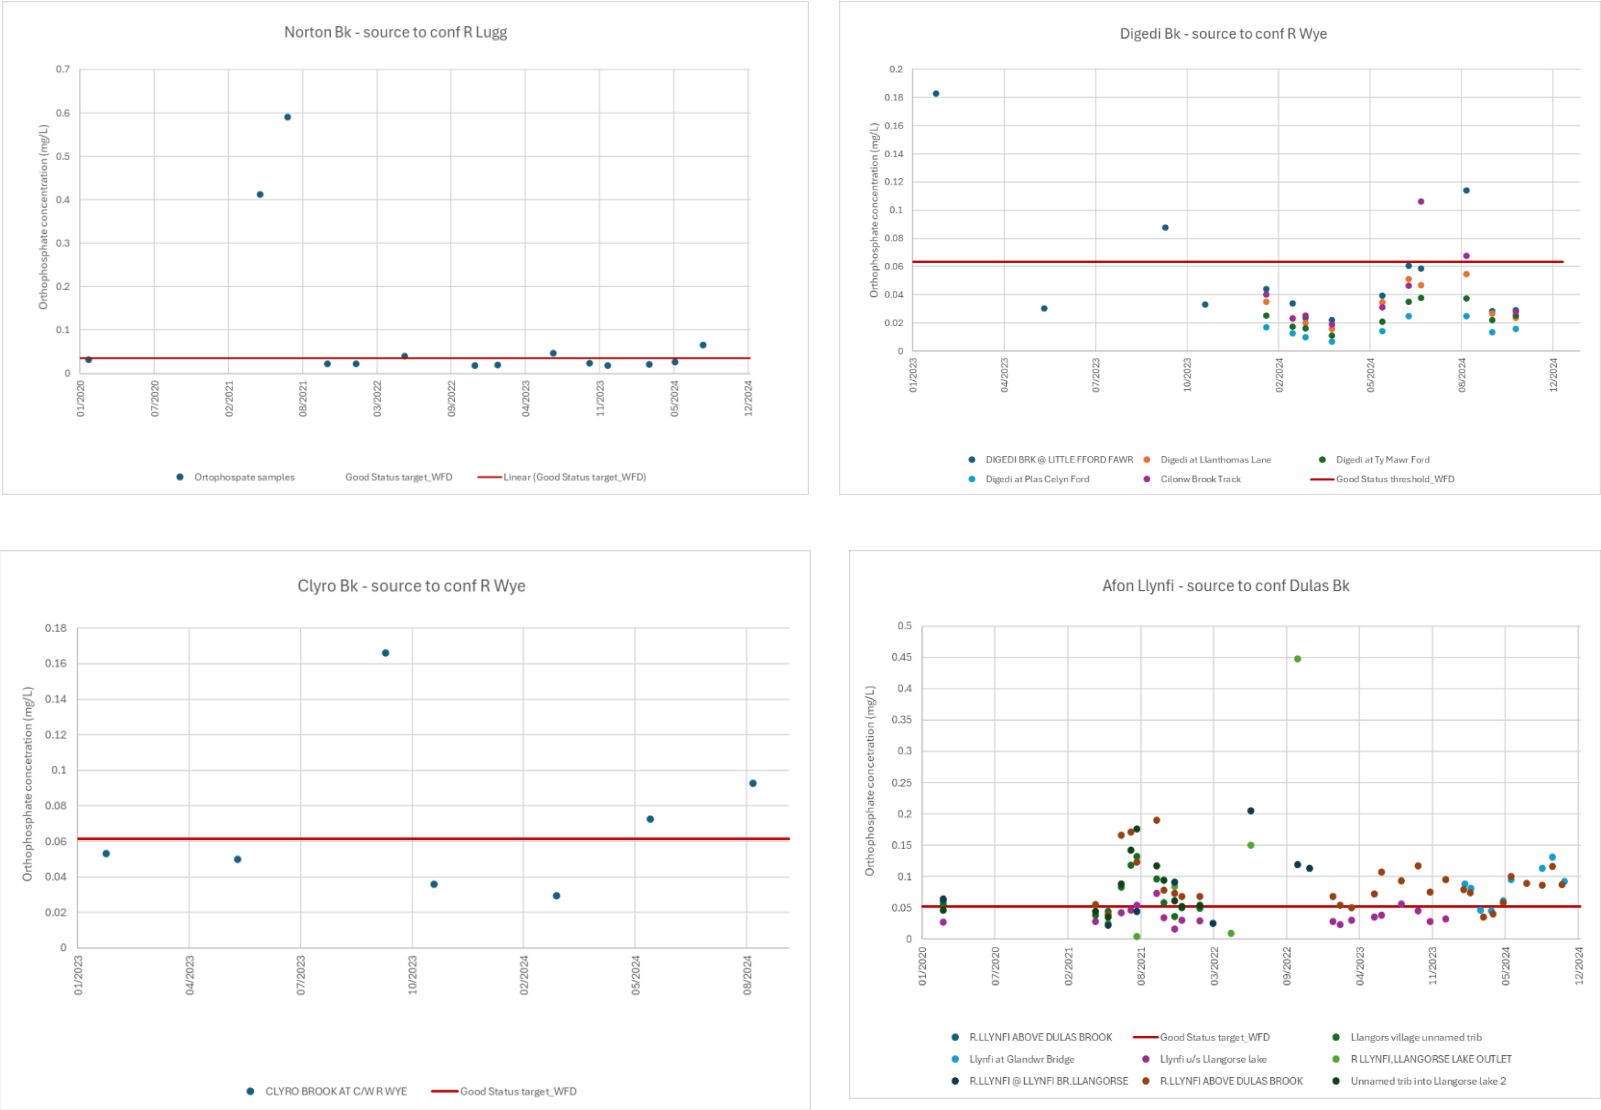 Norton Bk - source to conf R Lugg
Orthophosphate concentration (mg/L)
0.7
0.6
0.5
0.4
0.3
0.2
0.1
0
01/2020
07/2020
02/2021
08/2021
03/2022
09/2022
04/2023
11/2023
05/2024
12/2024
Ortophospate samples
Good Status target_WFD
Linear (Good Status target_WFD)
Digedi Bk - source to conf R Wye
Orthophosphate concentration (mg/L)
0.2
0.18
0.16
0.14
0.12
0.1
0.08
0.06
0.04
0.02
0
01/2023
04/2023
07/2023
10/2023
02/2024
05/2024
08/2024
12/2024
DIGEDI BRK @ LITTLE FFORD FAWR
Digedi at Llanthomas Lane
Digedi at Ty Mawr Ford
Digedi at Plas Celyn Ford
Cilonw Brook Track
Good Status threshold_WFD
Clyro Bk - source to conf R Wye
Orthophosphate concetration (mg/L)
0.18
0.16
0.14
0.12
0.1
0.08
0.06
0.04
0.02
0
01/2023
04/2023
07/2023
10/2023
02/2024
05/2024
08/2024
CLYRO BROOK AT C/W R WYE
Good Status target_WFD
Afon Llynfi - source to conf Dulas Bk
Orthophosphate concetration (mg/L)
0.5
0.45
0.4
0.35
0.3
0.25
0.2
0.15
0.1
0.05
0
01/2020
07/2020
02/2021
08/2021
03/2022
09/2022
04/2023
11/2023
05/2024
12/2024
R.LLYNFI ABOVE DULAS BROOK
Good Status target_WFD
Llangors village unnamed trib
Llynfi at Glandwr Bridge
Llynfi u/s Llangorse lake
R LLYNFI,LLANGORSE LAKE OUTLET
R.LLYNFI @ LLYNFI BR.LLANGORSE
R.LLYNFI ABOVE DULAS BROOK
Unnamed trib into Llangorse lake 2